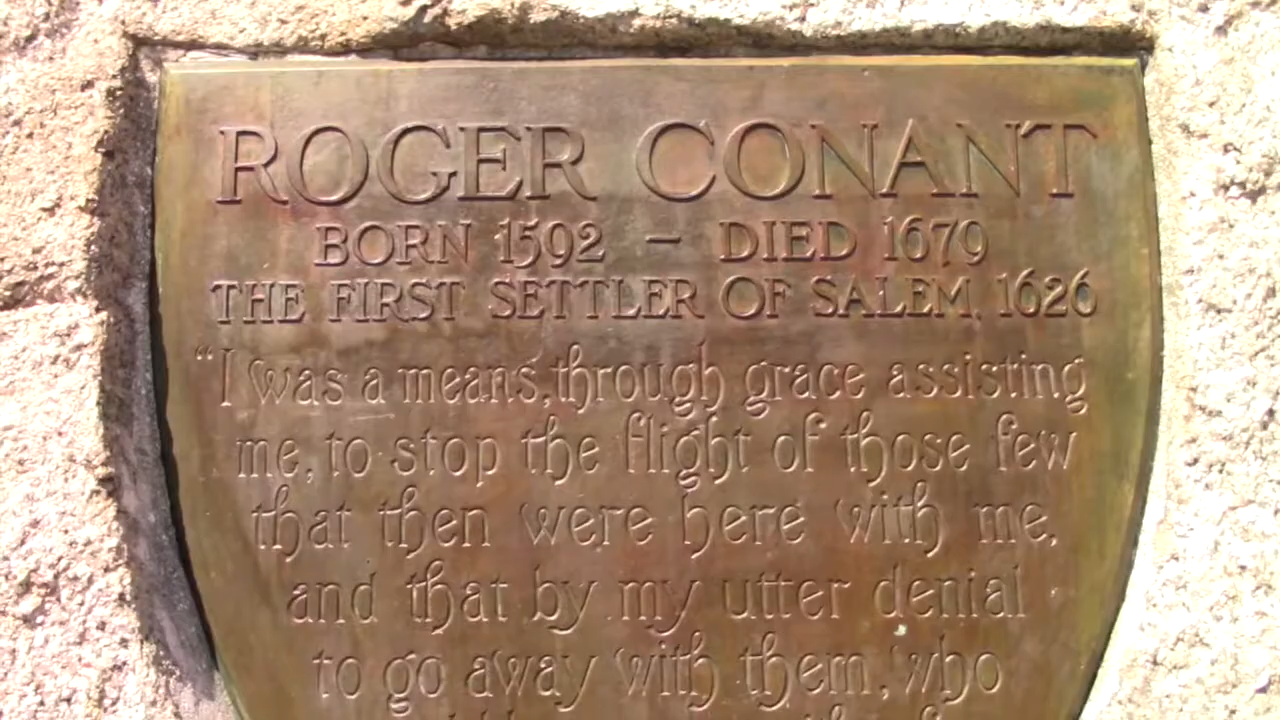 ROGER CONANT
BORN 1592 – DIED 1679
THE FIRST SETTLER OF SALEM, 1626
"I was a means, through grace assisting
me, to stop the flight of those few
that then were here with me,
and that by my utter denial
to go away with them, who